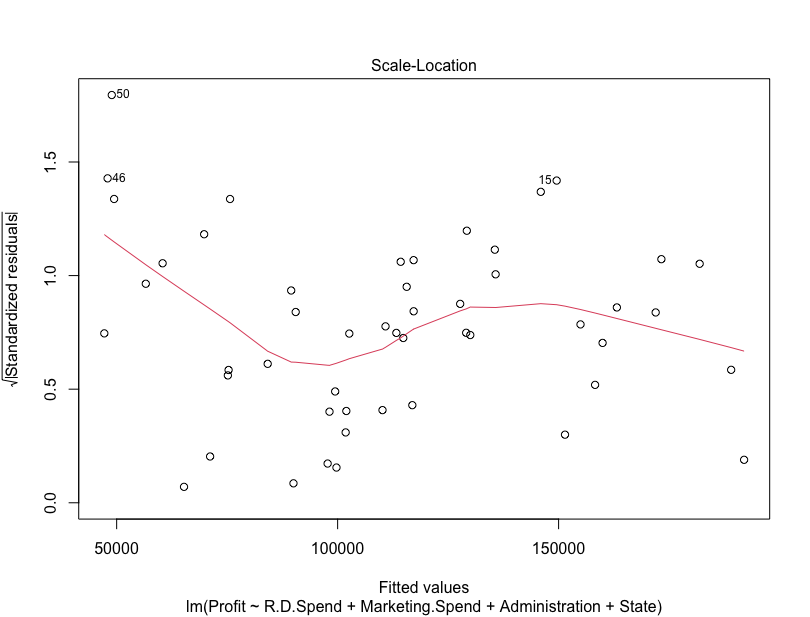 Scale-Location
50
46
15
√|Standardized residuals|
1.5
1.0
0.5
0.0
50000 100000 150000
Fitted values
lm(Profit ~ R.D.Spend + Marketing.Spend + Administration + State)